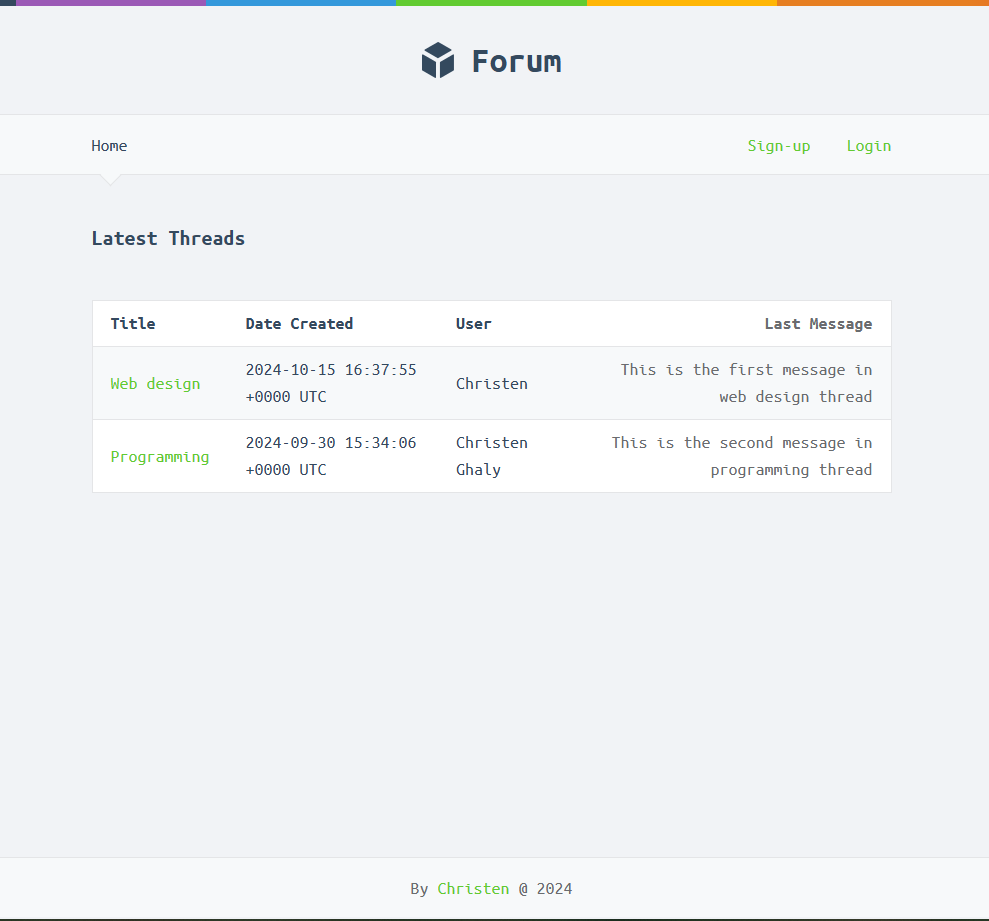 Forum
Home Sign-up Login
Latest Threads
Title Date Created User Last Message
Web design 2024-10-15 16:37:55 +0000 UTC Christen This is the first message in web design thread
Programming 2024-09-30 15:34:06 +0000 UTC Christen Ghaly This is the second message in programming thread
By Christen @ 2024